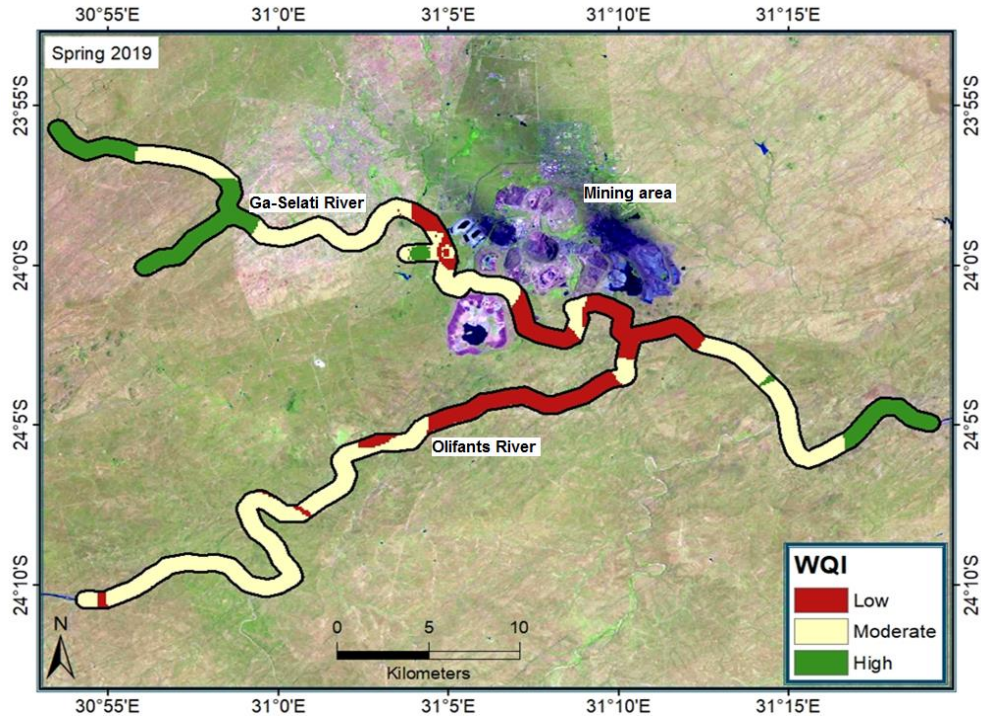 30°55'E 31°0'E 31°5'E 31°10'E 31°15'E
Spring 2019
23°55'S 23°55'S
Mining area
Ga-Selati River
24°0'S 24°0'S
24°5'S 24°5'S
Olifants River
24°10'S 24°10'S
WQI
Low
Moderate
High
N
0 5 10
Kilometers
30°55'E 31°0'E 31°5'E 31°10'E 31°15'E